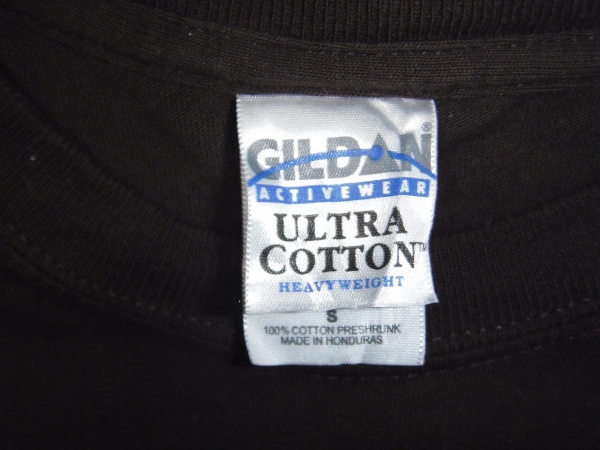 GILDAN®
ACTIVEWEAR
ULTRA
COTTON™
HEAVYWEIGHT
S
100% COTTON PRESHRUNK
MADE IN HONDURAS